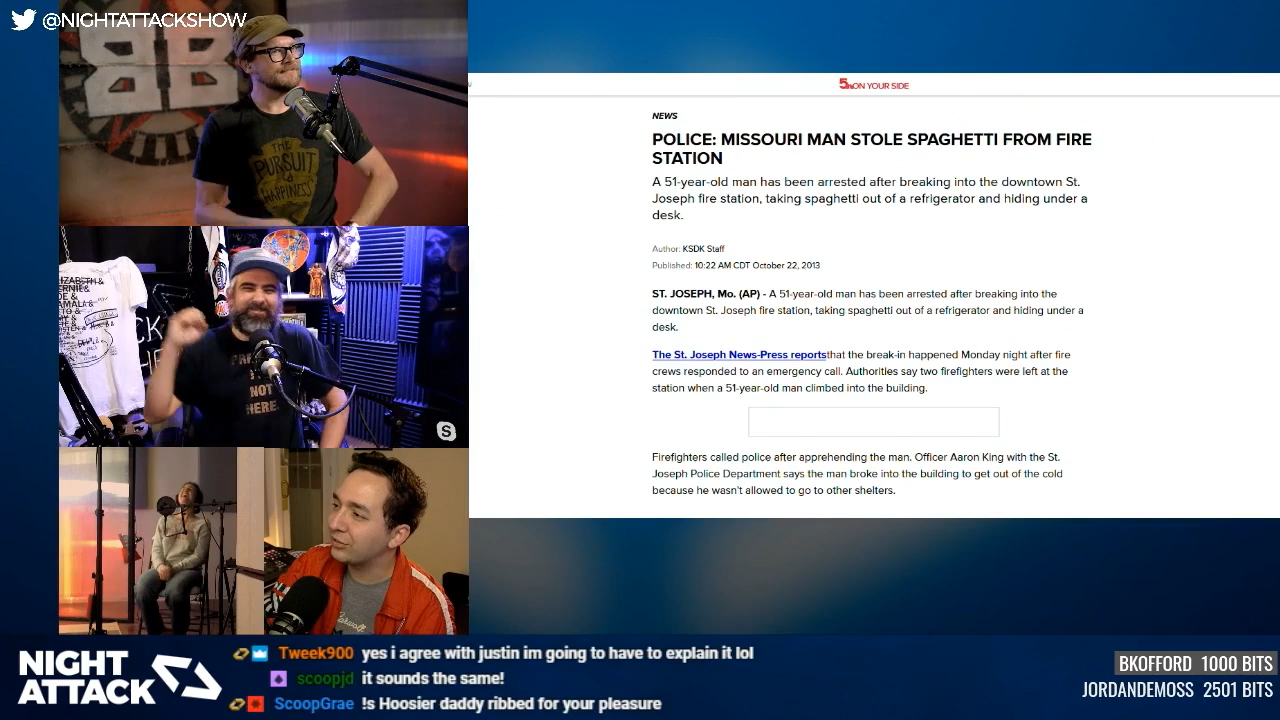 @NIGHTATTACKSHOW
THE
PURSUIT
HAPPINESS
NOT
HERE.
5 ON YOUR SIDE
NEWS
POLICE: MISSOURI MAN STOLE SPAGHETTI FROM FIRE
STATION
A 51-year-old man has been arrested after breaking into the downtown St.
Joseph fire station, taking spaghetti out of a refrigerator and hiding under a
desk.
Author: KSDK Staff
Published: 10:22 AM CDT October 22, 2013
ST. JOSEPH, Mo. (AP) - A 51-year-old man has been arrested after breaking into the
downtown St. Joseph fire station, taking spaghetti out of a refrigerator and hiding under a
desk.
The St. Joseph News-Press reportsthat the break-in happened Monday night after fire
crews responded to an emergency call. Authorities say two firefighters were left at the
station when a 51-year-old man climbed into the building.
Firefighters called police after apprehending the man. Officer Aaron King with the St.
Joseph Police Department says the man broke into the building to get out of the cold
because he wasn't allowed to go to other shelters.
NIGHT
ATTACK
Tweek900 yes i agree with justin im going to have to explain it lol
scoopjd it sounds the same!
ScoopGrae !s Hoosier daddy ribbed for your pleasure
BKOFFORD 1000 BITS
JORDANDEMOSS 2501 BITS